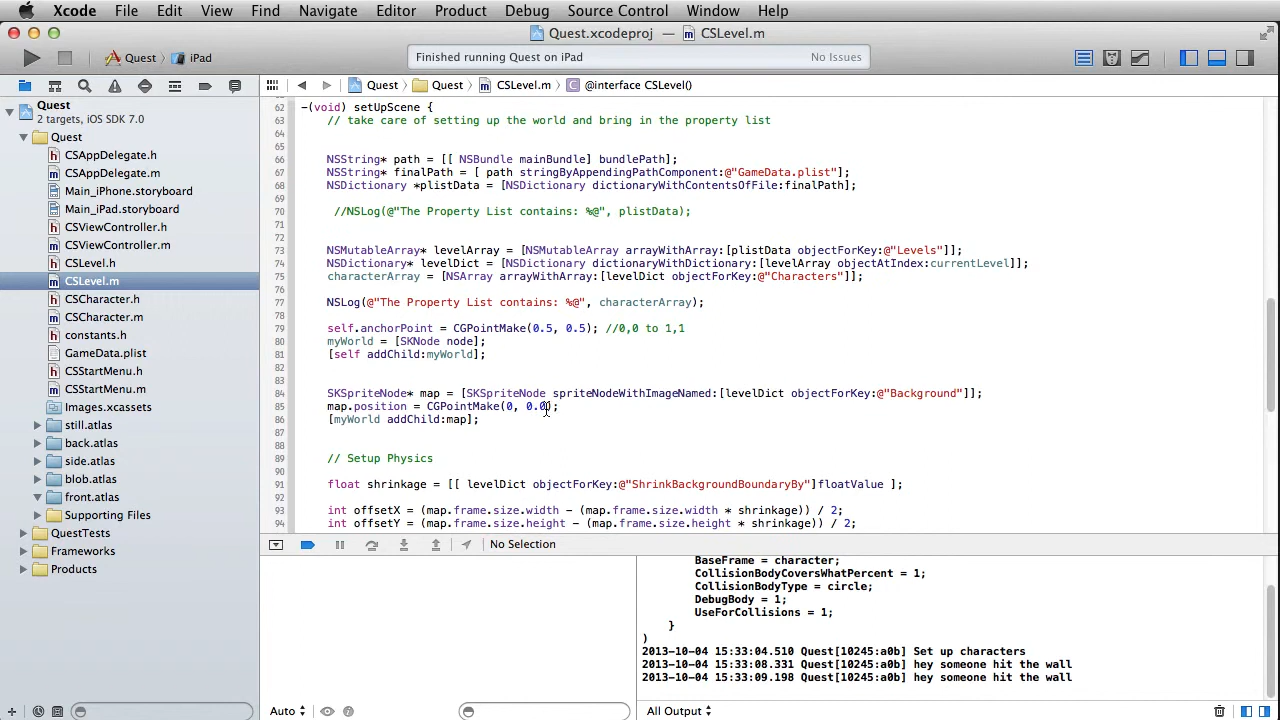 Xcode File Edit View Find Navigate Editor Product Debug Source Control Window Help
Quest.xcodeproj — CSLevel.m
Quest iPad
Finished running Quest on iPad No Issues
Quest Quest CSLevel.m @interface CSLevel()
Quest
2 targets, iOS SDK 7.0
Quest
CSAppDelegate.h
CSAppDelegate.m
Main_iPhone.storyboard
Main_iPad.storyboard
CSViewController.h
CSViewController.m
CSLevel.h
CSLevel.m
CSCharacter.h
CSCharacter.m
constants.h
GameData.plist
CSStartMenu.h
CSStartMenu.m
Images.xcassets
still.atlas
back.atlas
side.atlas
blob.atlas
front.atlas
Supporting Files
QuestTests
Frameworks
Products
62 -(void) setUpScene {
63 // take care of setting up the world and bring in the property list
64
65
66 NSString* path = [[ NSBundle mainBundle] bundlePath];
67 NSString* finalPath = [ path stringByAppendingPathComponent:@"GameData.plist"];
68 NSDictionary *plistData = [NSDictionary dictionaryWithContentsOfFile:finalPath];
69
70 //NSLog(@"The Property List contains: %@", plistData);
71
72
73 NSMutableArray* levelArray = [NSMutableArray arrayWithArray:[plistData objectForKey:@"Levels"]];
74 NSDictionary* levelDict = [NSDictionary dictionaryWithDictionary:[levelArray objectAtIndex:currentLevel]];
75 characterArray = [NSArray arrayWithArray:[levelDict objectForKey:@"Characters"]];
76
77 NSLog(@"The Property List contains: %@", characterArray);
78
79 self.anchorPoint = CGPointMake(0.5, 0.5); //0,0 to 1,1
80 myWorld = [SKNode node];
81 [self addChild:myWorld];
82
83
84 SKSpriteNode* map = [SKSpriteNode spriteNodeWithImageNamed:[levelDict objectForKey:@"Background"]];
85 map.position = CGPointMake(0, 0.0);
86 [myWorld addChild:map];
87
88
89 // Setup Physics
90
91 float shrinkage = [[ levelDict objectForKey:@"ShrinkBackgroundBoundaryBy"]floatValue ];
92
93 int offsetX = (map.frame.size.width - (map.frame.size.width * shrinkage)) / 2;
94 int offsetY = (map.frame.size.height - (map.frame.size.height * shrinkage)) / 2;
No Selection
BaseFrame = character;
CollisionBodyCoversWhatPercent = 1;
CollisionBodyType = circle;
DebugBody = 1;
UseForCollisions = 1;
}
)
2013-10-04 15:33:04.510 Quest[10245:a0b] Set up characters
2013-10-04 15:33:08.331 Quest[10245:a0b] hey someone hit the wall
2013-10-04 15:33:09.198 Quest[10245:a0b] hey someone hit the wall
Auto All Output